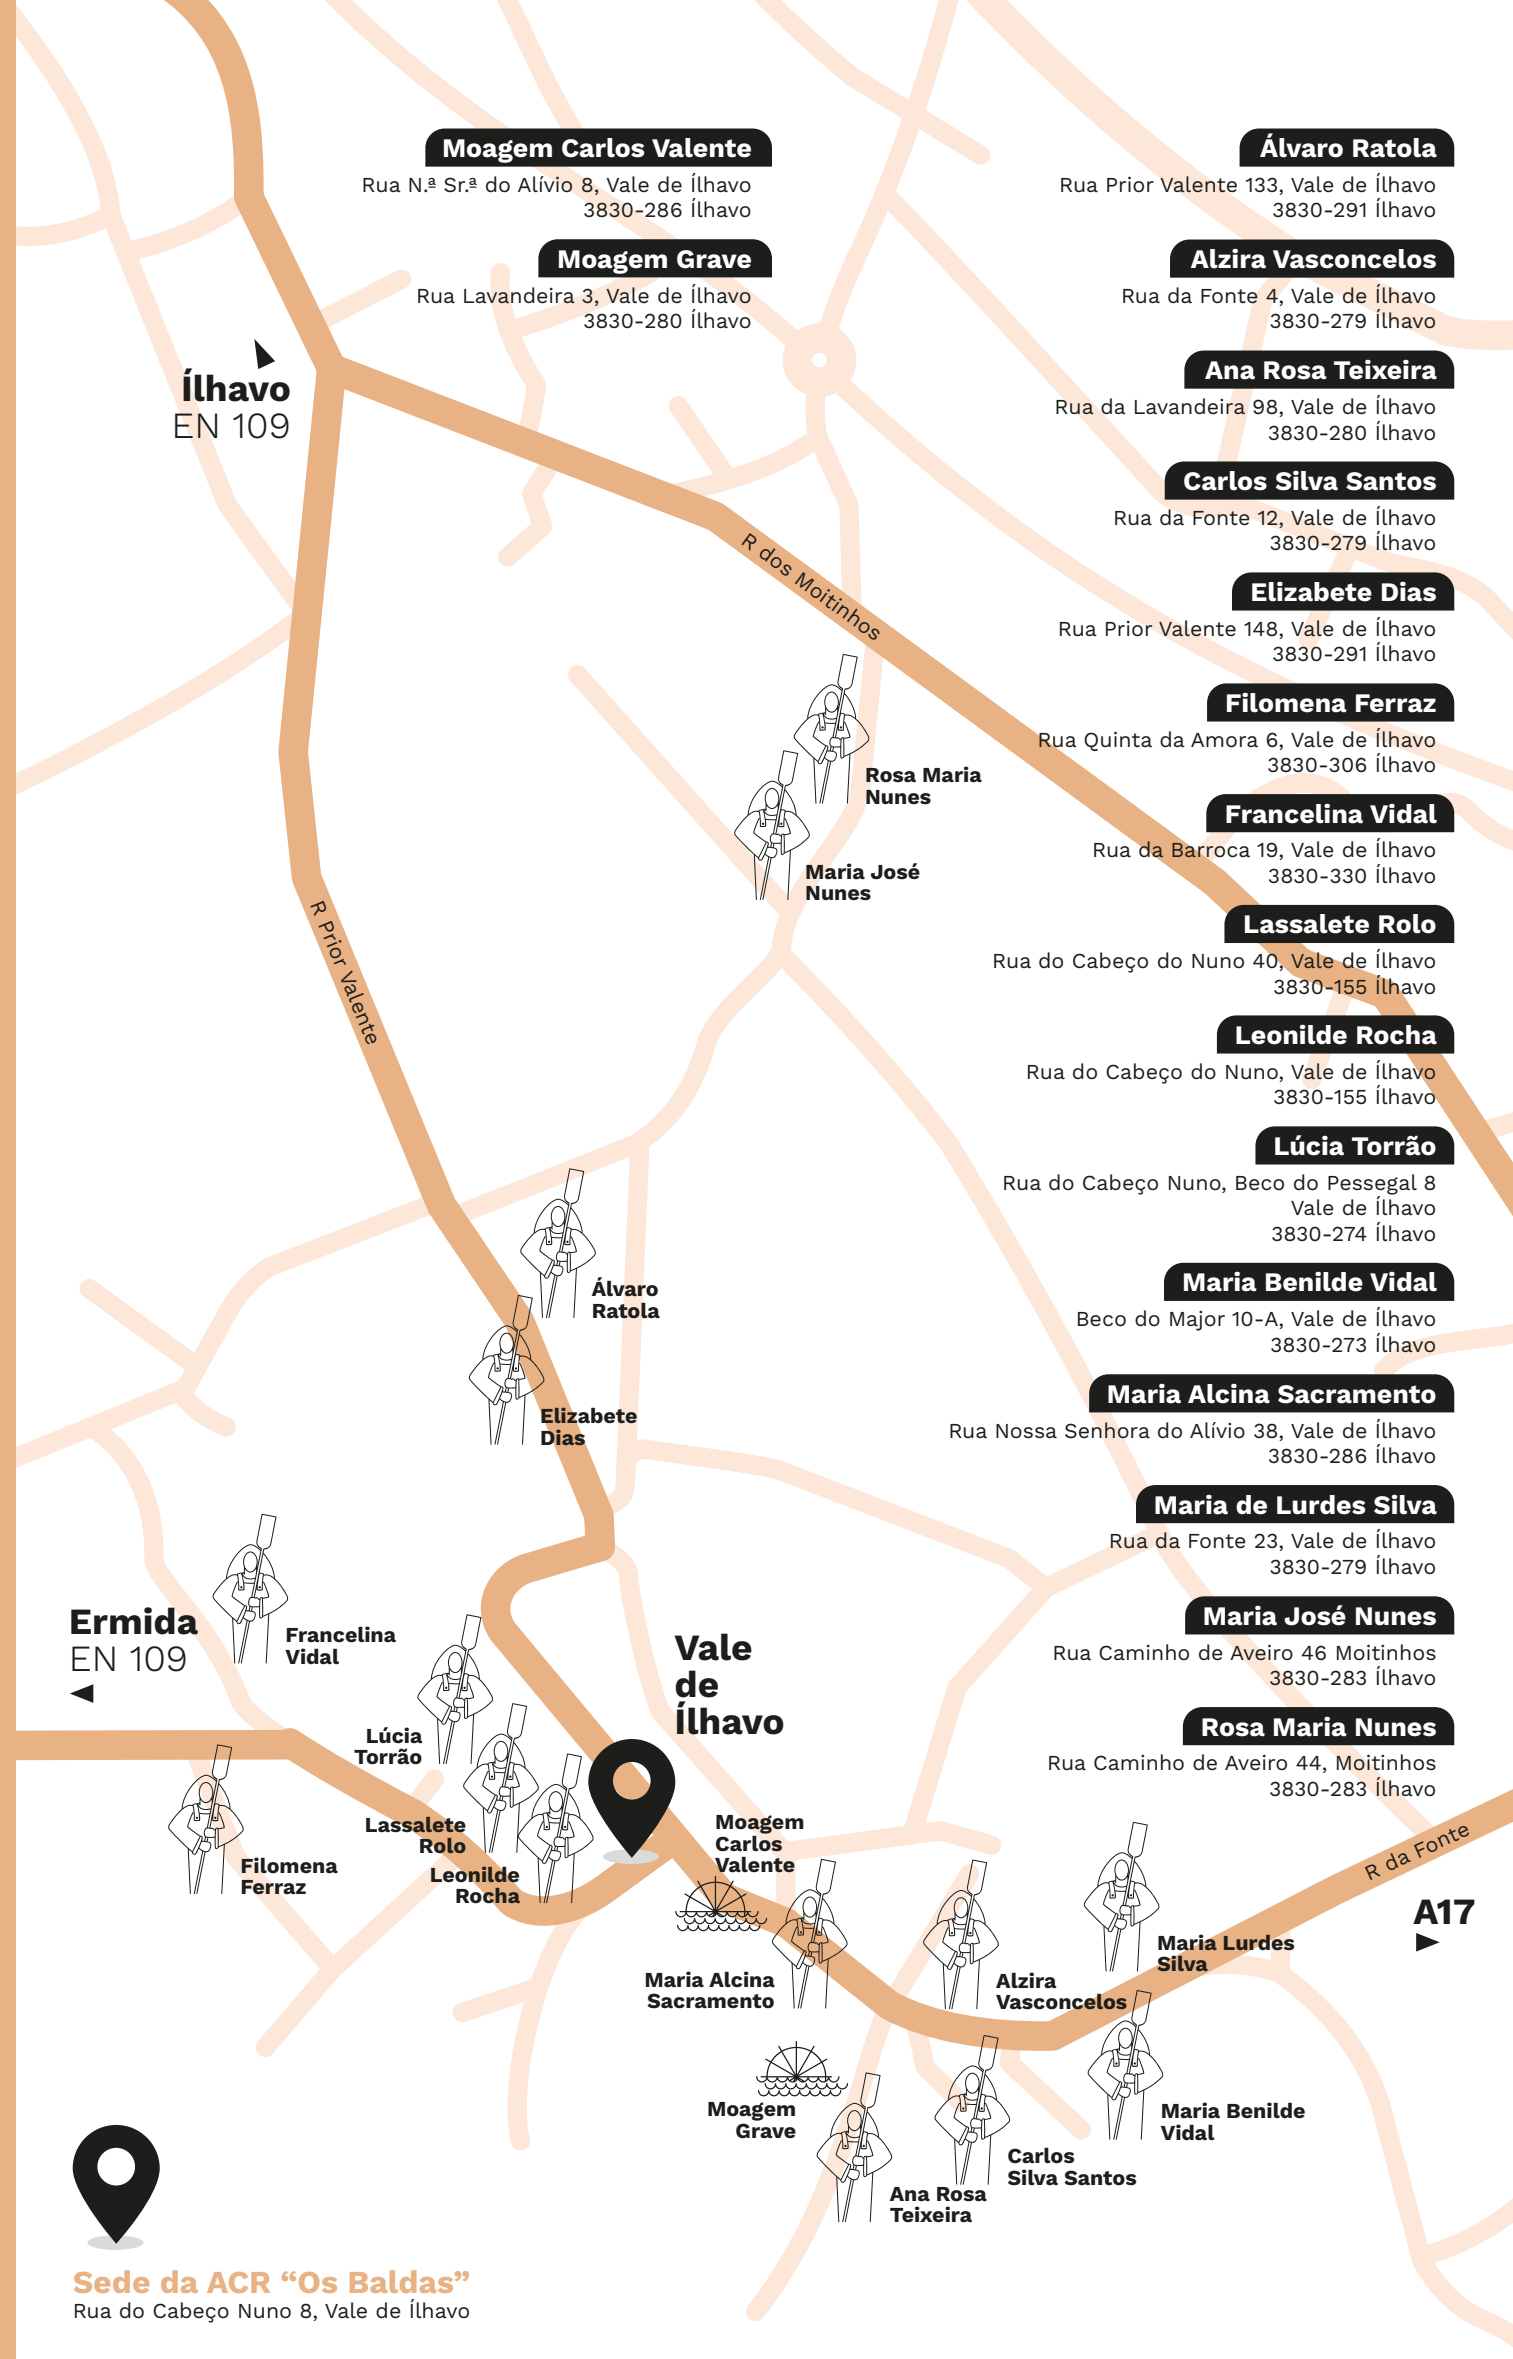 Moagem Carlos Valente
Rua N.ª Sr.ª do Alívio 8, Vale de Ílhavo
3830-286 Ílhavo
Moagem Grave
Rua Lavandeira 3, Vale de Ílhavo
3830-280 Ílhavo
Álvaro Ratola
Rua Prior Valente 133, Vale de Ílhavo
3830-291 Ílhavo
Alzira Vasconcelos
Rua da Fonte 4, Vale de Ílhavo
3830-279 Ílhavo
Ana Rosa Teixeira
Rua da Lavandeira 98, Vale de Ílhavo
3830-280 Ílhavo
Carlos Silva Santos
Rua da Fonte 12, Vale de Ílhavo
3830-279 Ílhavo
Elizabete Dias
Rua Prior Valente 148, Vale de Ílhavo
3830-291 Ílhavo
Filomena Ferraz
Rua Quinta da Amora 6, Vale de Ílhavo
3830-306 Ílhavo
Francelina Vidal
Rua da Barroca 19, Vale de Ílhavo
3830-330 Ílhavo
Lassalete Rolo
Rua do Cabeço do Nuno 40, Vale de Ílhavo
3830-155 Ílhavo
Leonilde Rocha
Rua do Cabeço do Nuno, Vale de Ílhavo
3830-155 Ílhavo
Lúcia Torrão
Rua do Cabeço Nuno, Beco do Pessegal 8
Vale de Ílhavo
3830-274 Ílhavo
Maria Benilde Vidal
Beco do Major 10-A, Vale de Ílhavo
3830-273 Ílhavo
Maria Alcina Sacramento
Rua Nossa Senhora do Alívio 38, Vale de Ílhavo
3830-286 Ílhavo
Maria de Lurdes Silva
Rua da Fonte 23, Vale de Ílhavo
3830-279 Ílhavo
Maria José Nunes
Rua Caminho de Aveiro 46 Moitinhos
3830-283 Ílhavo
Rosa Maria Nunes
Rua Caminho de Aveiro 44, Moitinhos
3830-283 Ílhavo
Ílhavo
EN 109
R dos Moitinhos
Rosa Maria
Nunes
Maria José
Nunes
R Prior Valente
Álvaro
Ratola
Elizabete
Dias
Francelina
Vidal
Ermida
EN 109
Vale
de
Ílhavo
Lúcia
Torrão
Lassalete
Rolo
Leonilde
Rocha
Filomena
Ferraz
Moagem
Carlos
Valente
Maria Alcina
Sacramento
Alzira
Vasconcelos
Maria Lurdes
Silva
R da Fonte
A17
Moagem
Grave
Ana Rosa
Teixeira
Carlos
Silva Santos
Maria Benilde
Vidal
Sede da ACR “Os Baldas”
Rua do Cabeço Nuno 8, Vale de Ílhavo